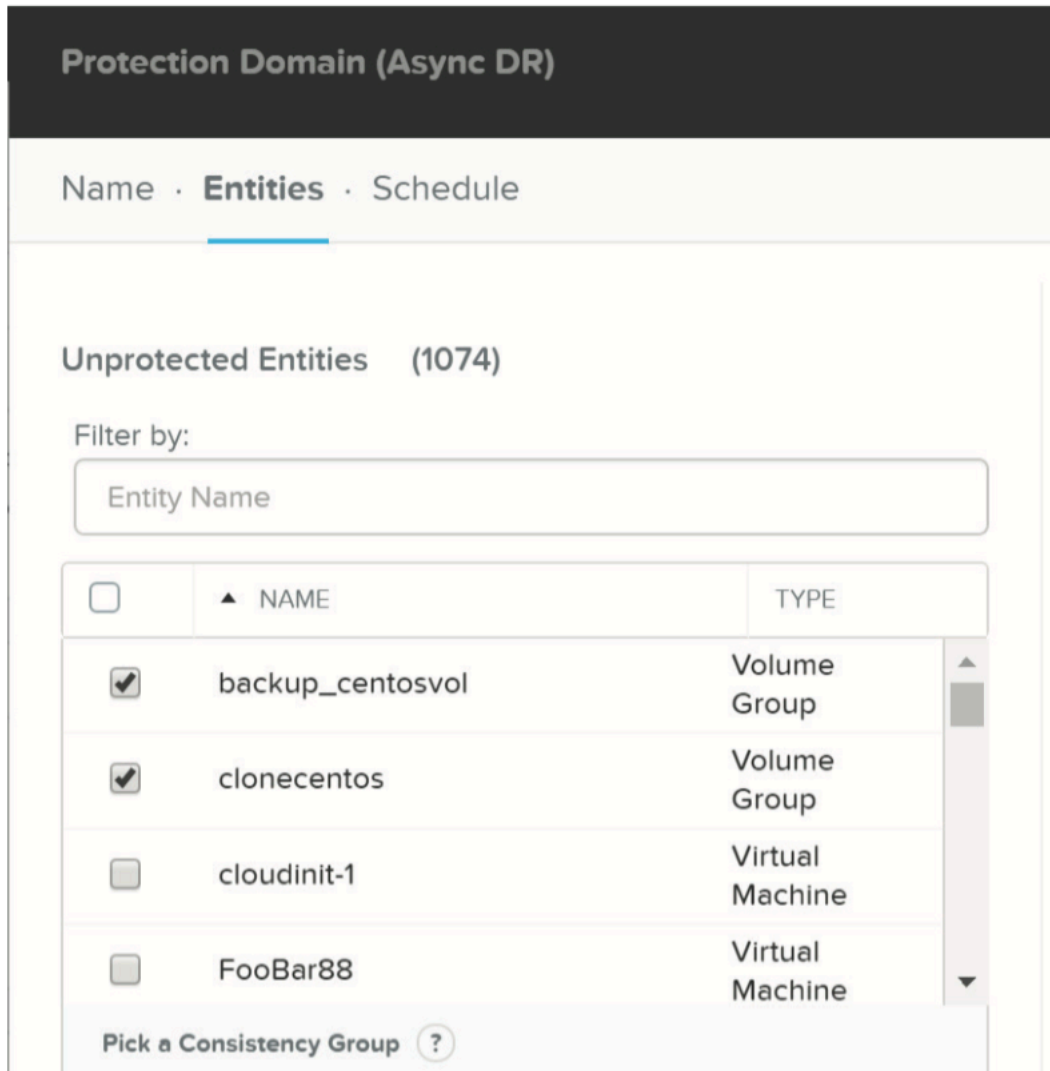 Protection Domain (Async DR)
Name · Entities · Schedule
Unprotected Entities (1074)
Filter by:
Entity Name
NAME TYPE
backup_centosvol Volume Group
clonecentos Volume Group
cloudinit-1 Virtual Machine
FooBar88 Virtual Machine
Pick a Consistency Group ?